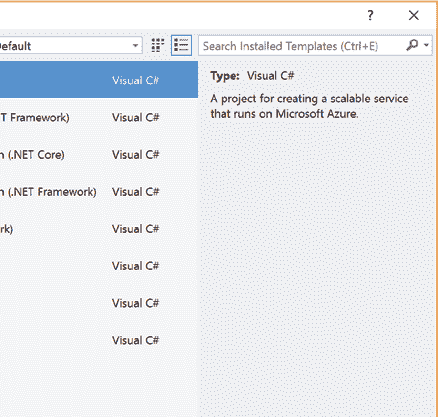 ? ×
Default Search Installed Templates (Ctrl+E)
Visual C# Type: Visual C#
A project for creating a scalable service
that runs on Microsoft Azure.
T Framework) Visual C#
n (.NET Core) Visual C#
n (.NET Framework) Visual C#
rk) Visual C#
Visual C#
Visual C#
Visual C#